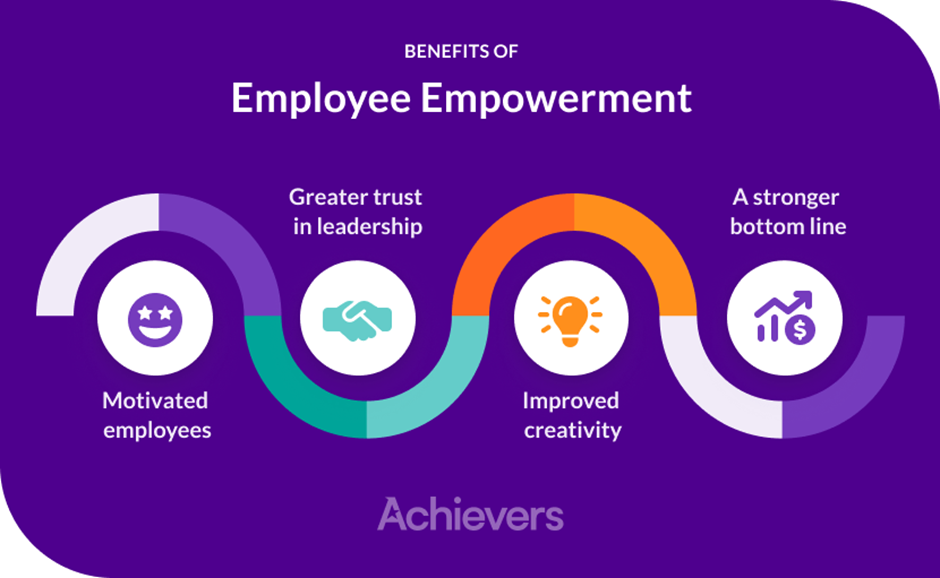 BENEFITS OF
Employee Empowerment
Motivated
employees
Greater trust
in leadership
Improved
creativity
A stronger
bottom line
$
Achievers